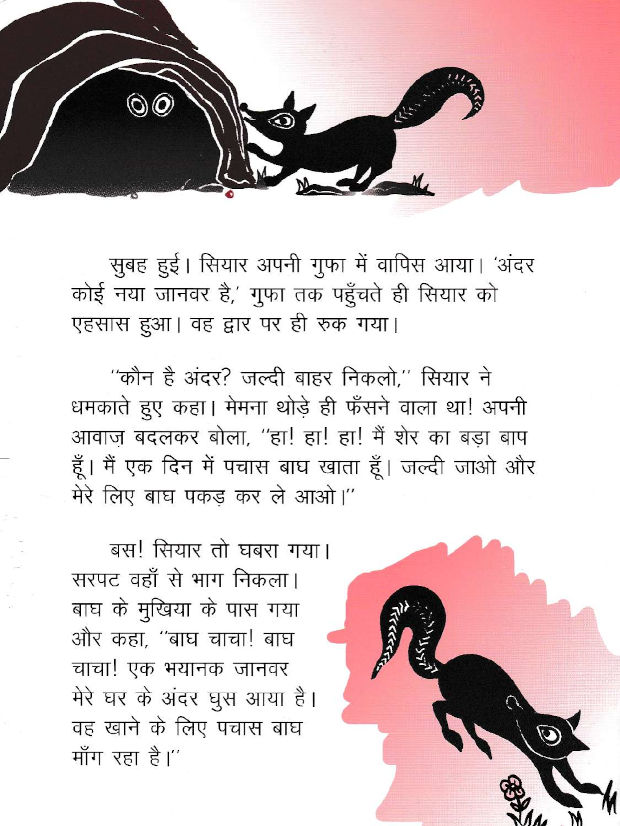 सुबह हुई। सियार अपनी गुफा में वापिस आया। ‘अंदर
कोई नया जानवर है,’ गुफा तक पहुँचते ही सियार को
एहसास हुआ। वह द्वार पर ही रुक गया।
“कौन है अंदर? जल्दी बाहर निकलो,” सियार ने
धमकाते हुए कहा। मेमना थोड़े ही फँसने वाला था! अपनी
आवाज़ बदलकर बोला, “हा! हा! हा! मैं शेर का बड़ा बाप
हूँ। मैं एक दिन में पचास बाघ खाता हूँ। जल्दी जाओ और
मेरे लिए बाघ पकड़ कर ले आओ।”
बस! सियार तो घबरा गया।
सरपट वहाँ से भाग निकला।
बाघ के मुखिया के पास गया
और कहा, “बाघ चाचा! बाघ
चाचा! एक भयानक जानवर
मेरे घर के अंदर घुस आया है।
वह खाने के लिए पचास बाघ
माँग रहा है।”